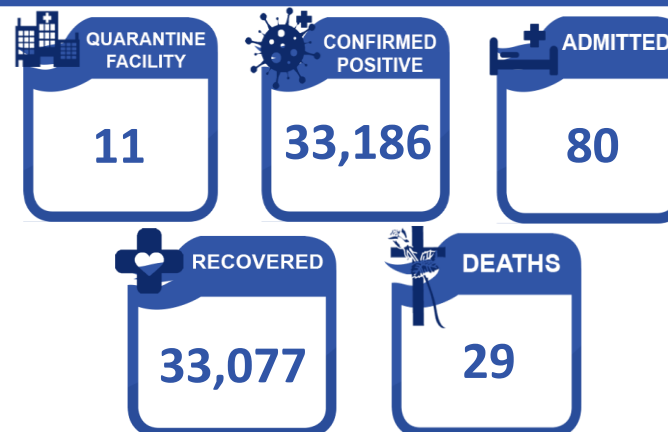 QUARANTINE
FACILITY
11
CONFIRMED
POSITIVE
33,186
ADMITTED
80
RECOVERED
33,077
DEATHS
29